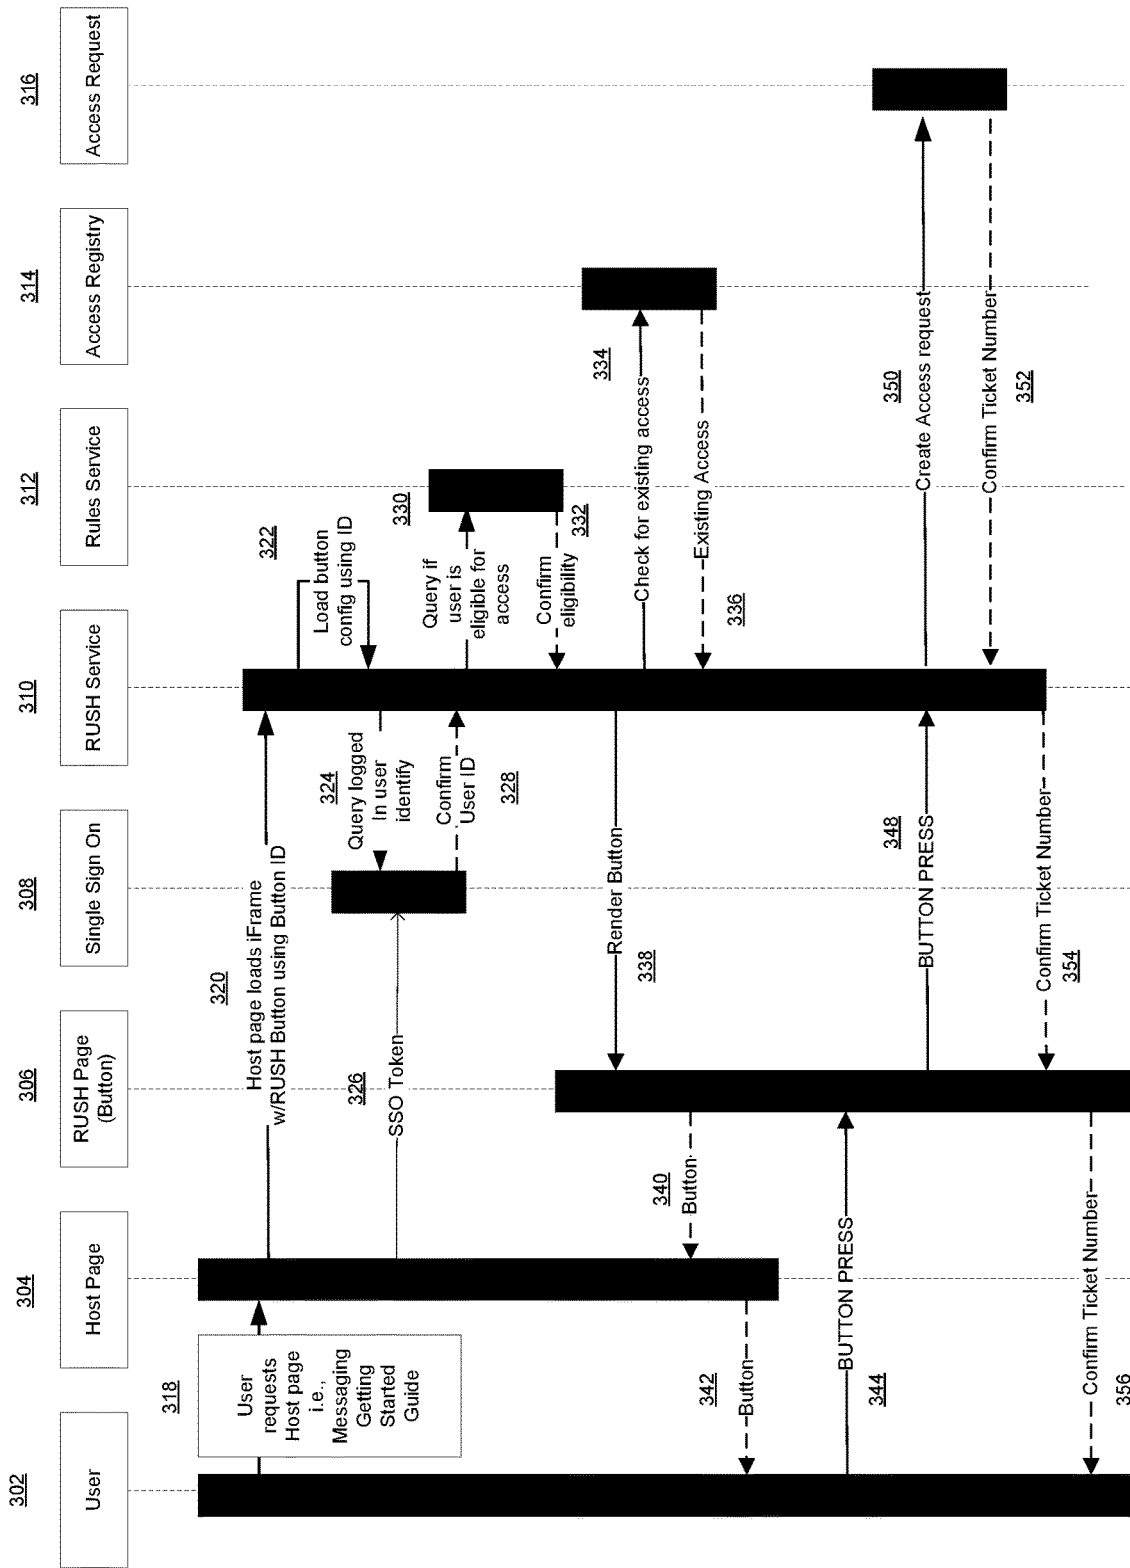 302
User
304
Host Page
306
RUSH Page
(Button)
308
Single Sign On
310
RUSH Service
312
Rules Service
314
Access Registry
316
Access Request
318
User
requests
Host page
i.e.,
Messaging
Getting
Started
Guide
320
Host page loads iFrame
w/RUSH Button using Button ID
322
Load button
config using ID
324
Query logged
In user
identify
326
SSO Token
328
Confirm
User ID
330
Query if
user is
eligible for
access
332
Confirm
eligibility
334
Check for existing access
336
Existing Access
Render Button
338
340
Button
342
Button
BUTTON PRESS
344
348
BUTTON PRESS
350
Create Access request
Confirm Ticket Number
352
Confirm Ticket Number
354
Confirm Ticket Number
356